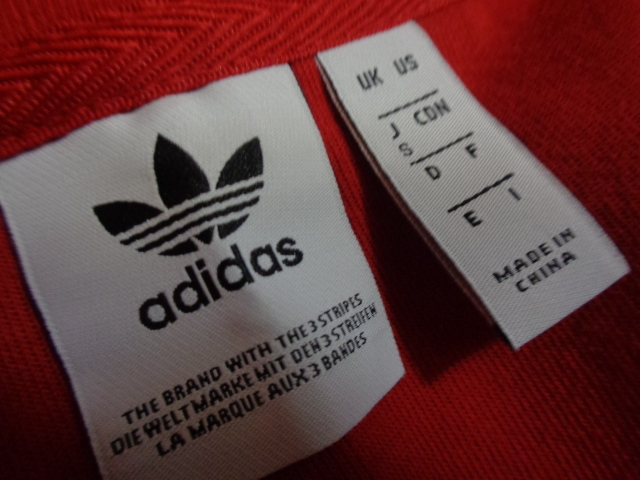 adidas
THE BRAND WITH THE 3 STRIPES
DIE WELTMARKE MIT DEN 3 STREIFEN
LA MARQUE AUX 3 BANDES
UK US
J CDN
S
D F
E I
MADE IN
CHINA